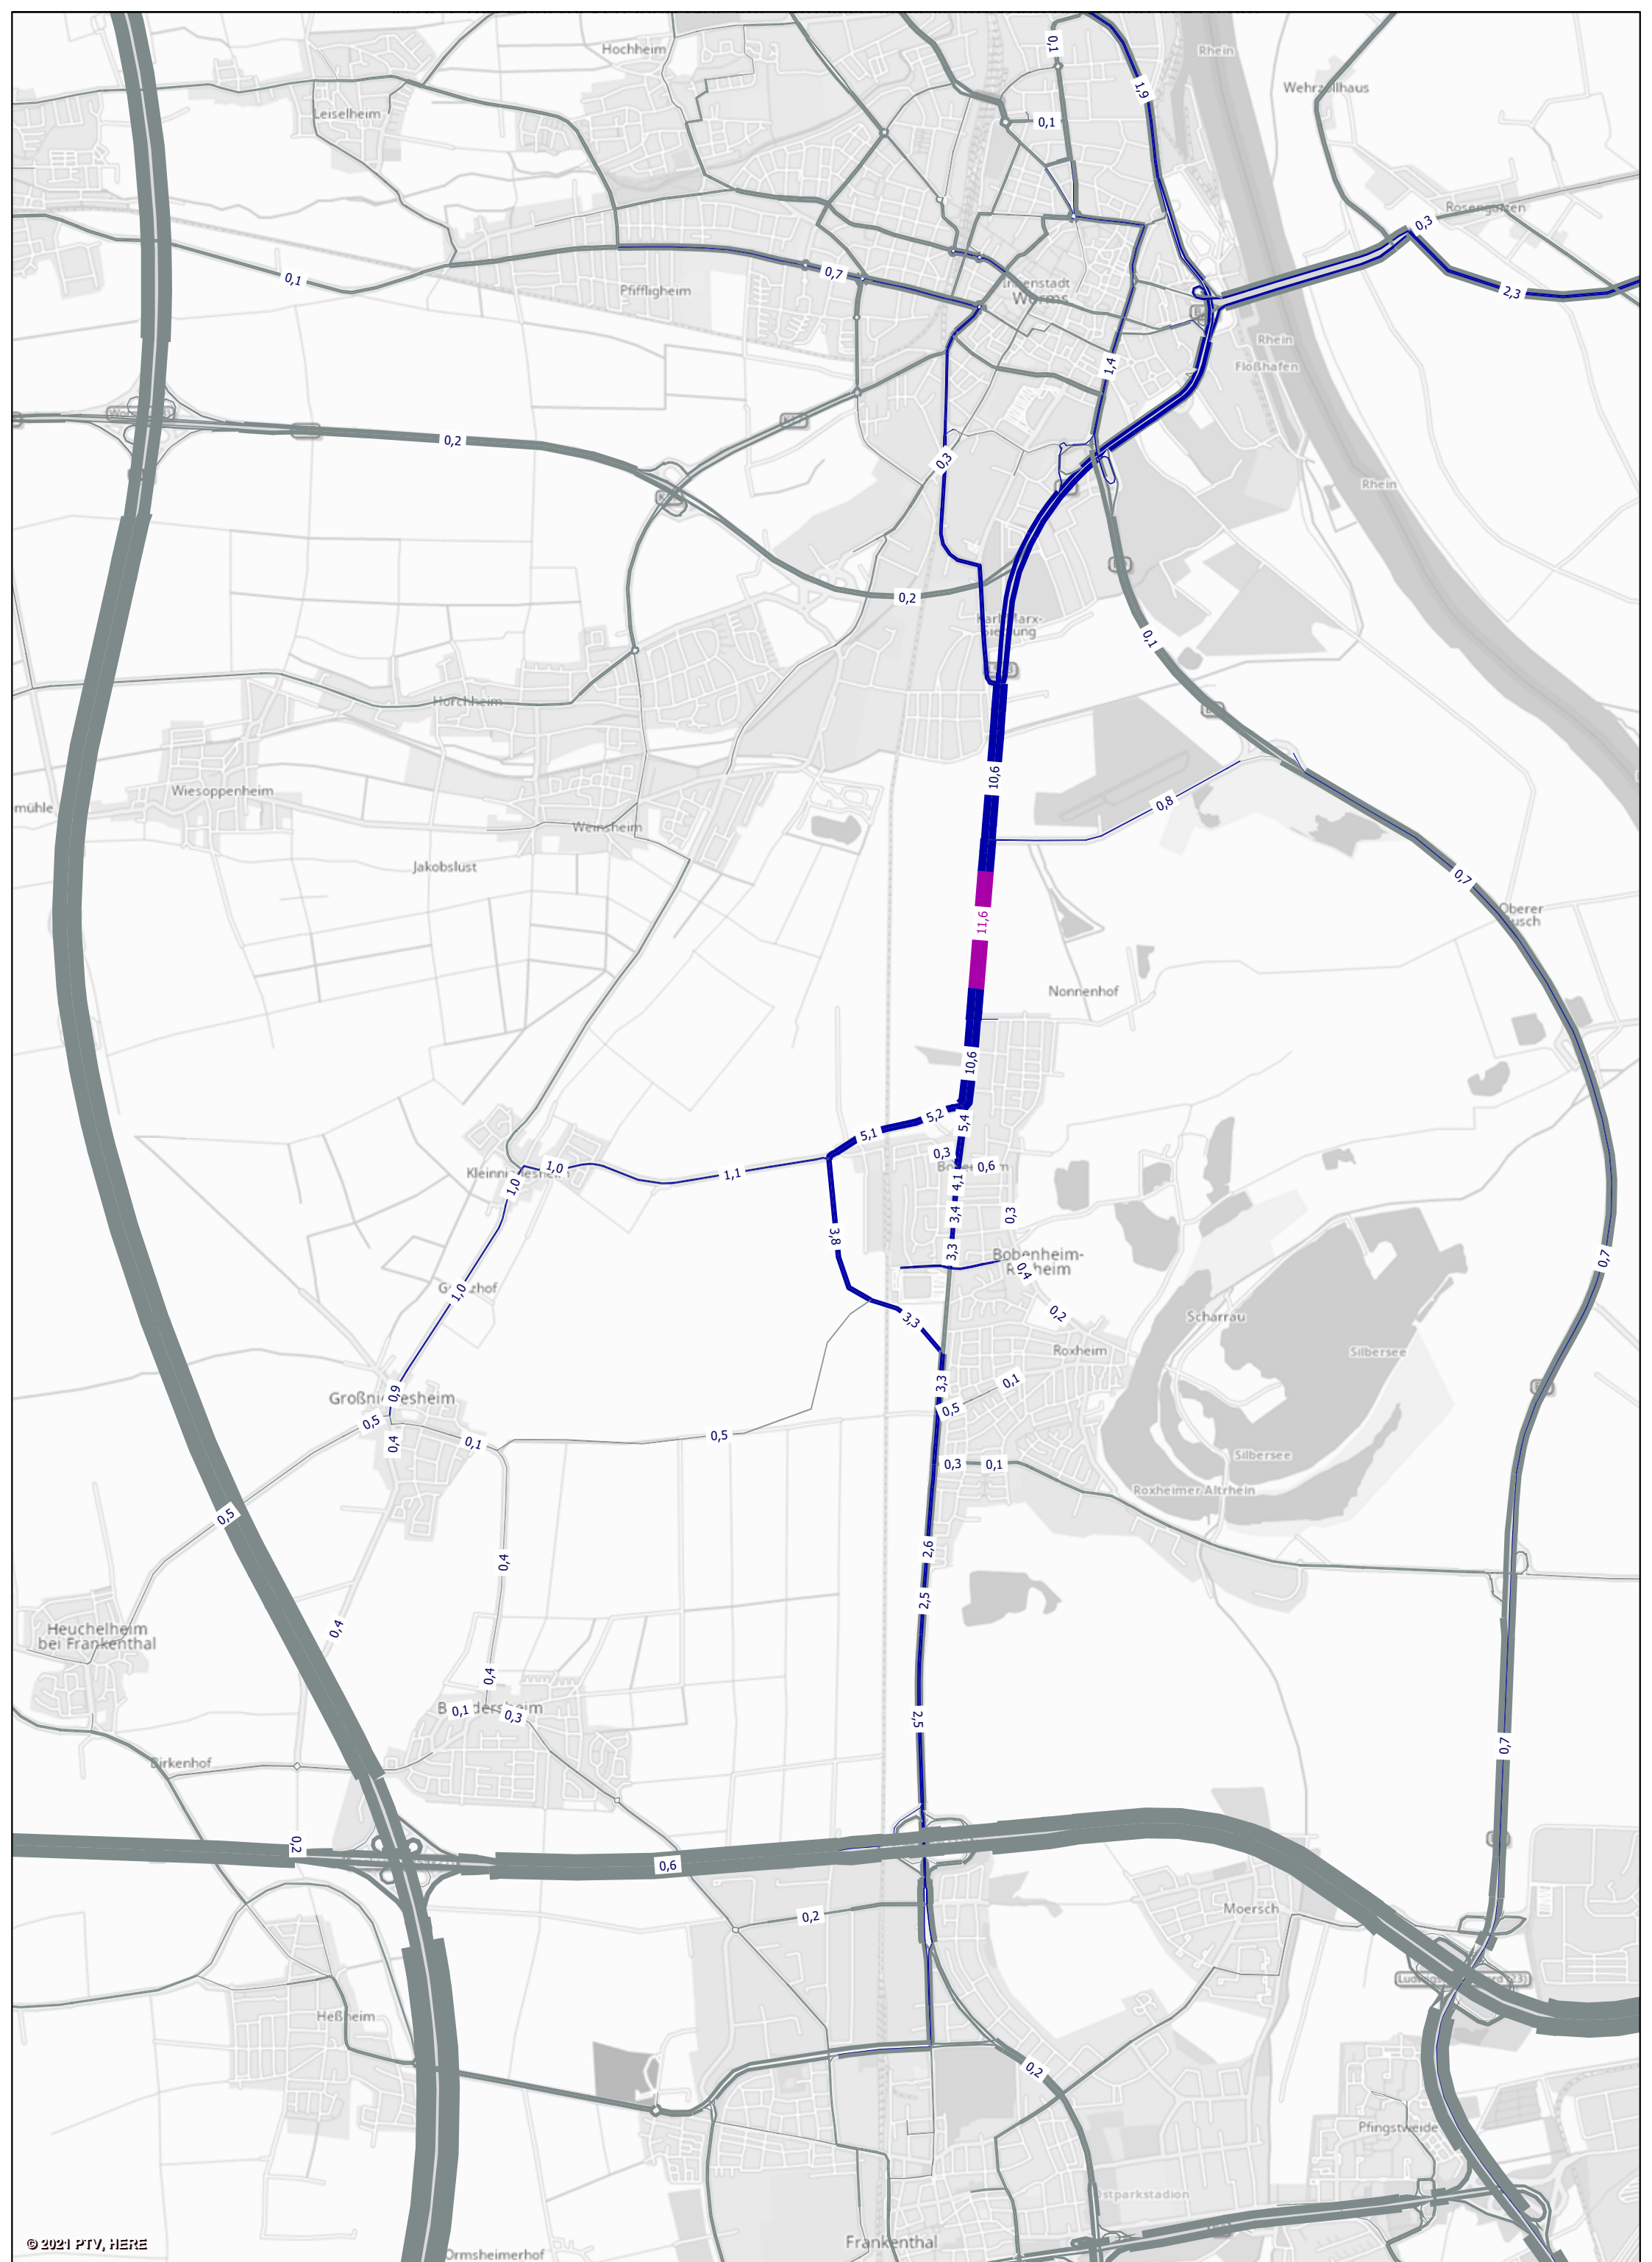 Hochheim
0,1
Rhein
1,9
Wehrzollhaus
Leiselheim
0,1
Rosengarten
0,3
0,1
0,7
Pfiffligheim
Innenstadt
Worms
2,3
Rhein
Floßhafen
1,4
0,2
0,3
Rhein
0,2
Karl-Marx-
Siedlung
0,1
Horchheim
10,6
Wiesoppenheim
0,8
mühle
Weinsheim
Jakobslust
0,7
Oberer
Busch
11,6
Nonnenhof
10,6
5,2
5,4
5,1
0,3
0,6
1,0
1,1
Kleinniedesheim
1,0
4,1
3,4
0,3
3,8
3,3
Bobenheim-
Roxheim
0,4
0,7
1,0
0,2
3,3
Scharrau
Roxheim
Silbersee
3,3
0,1
0,9
Großniedesheim
0,5
0,5
0,4
0,1
0,5
Silbersee
0,3
0,1
Roxheimer Altrhein
0,5
2,6
0,4
2,5
0,4
Heuchelheim
bei Frankenthal
0,4
0,1
0,3
2,5
0,7
Birkenhof
0,2
0,6
0,2
Moersch
Heßheim
0,2
Pfingstweide
Ostparkstadion
Frankenthal
© 2021 PTV, HERE
Ormsheimerhof